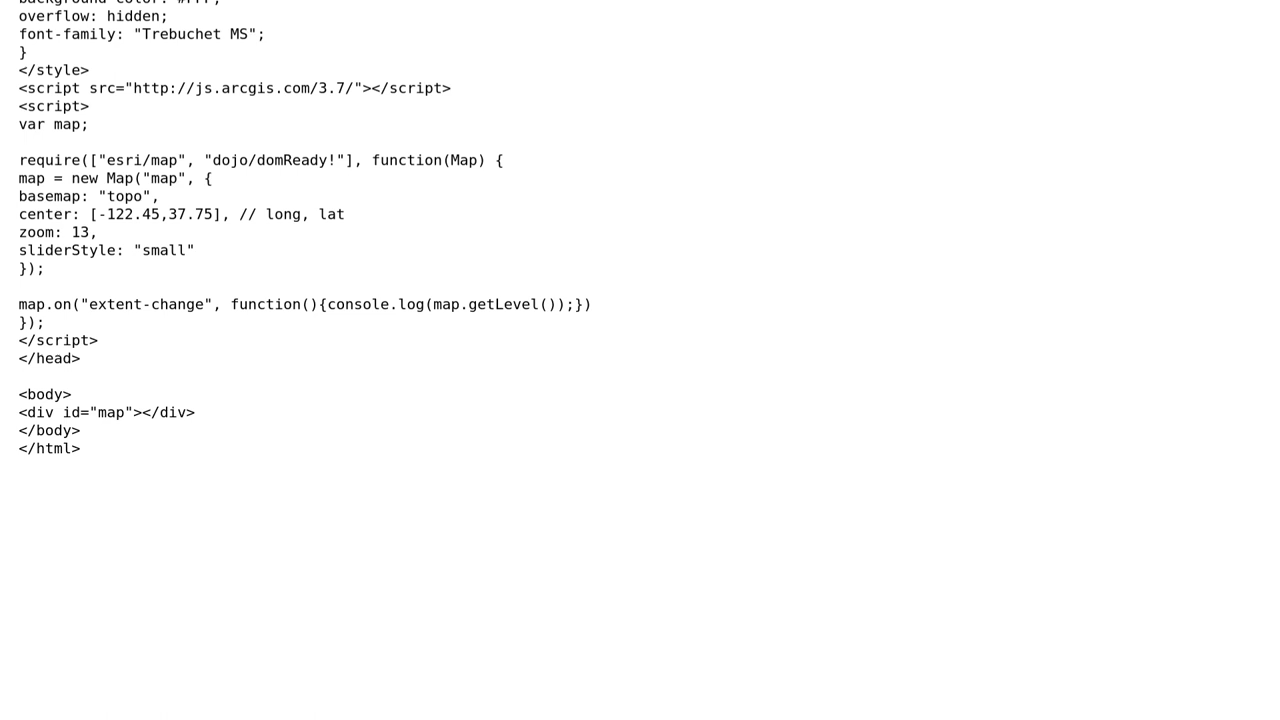 overflow: hidden;
font-family: "Trebuchet MS";
}
</style>
<script src="http://js.arcgis.com/3.7/"></script>
<script>
var map;

require(["esri/map", "dojo/domReady!"], function(Map) {
map = new Map("map", {
basemap: "topo",
center: [-122.45,37.75], // long, lat
zoom: 13,
sliderStyle: "small"
});

map.on("extent-change", function(){console.log(map.getLevel());})
});
</script>
</head>

<body>
<div id="map"></div>
</body>
</html>